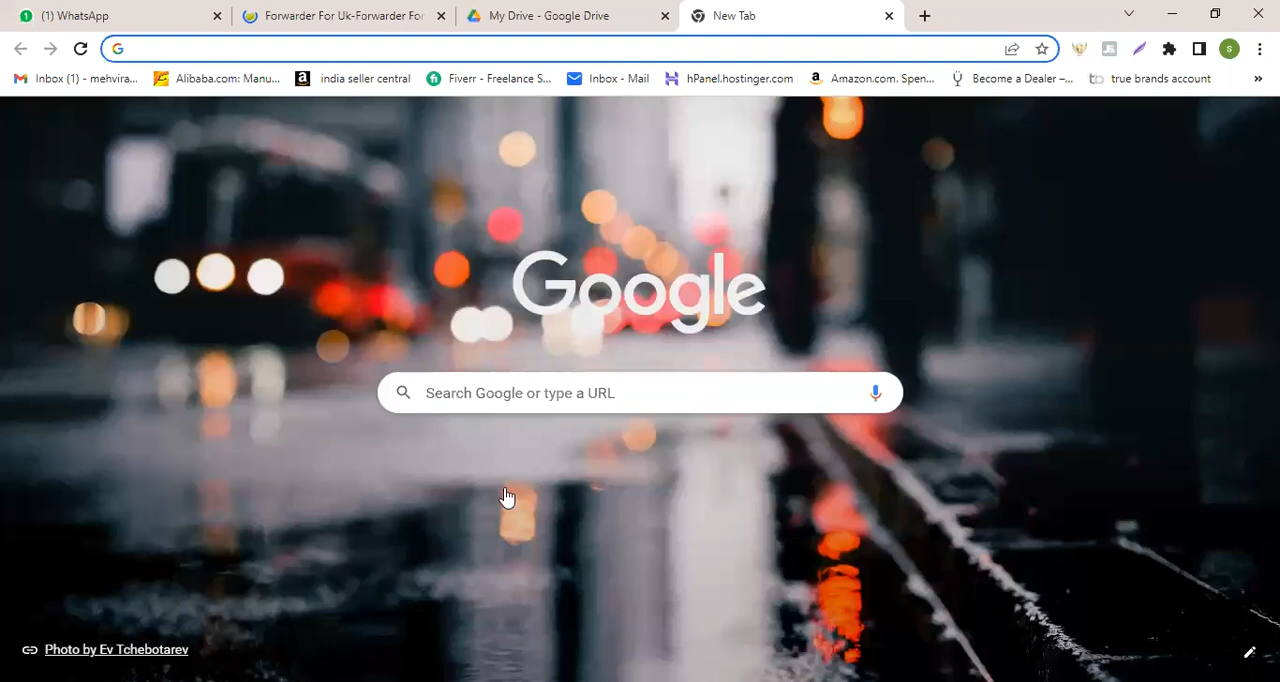 1 (1) WhatsApp
Forwarder For Uk-Forwarder For
My Drive - Google Drive
New Tab
S
Inbox (1) - mehvira...
Alibaba.com: Manu...
india seller central
Fiverr - Freelance S...
Inbox - Mail
hPanel.hostinger.com
Amazon.com. Spen...
Become a Dealer –...
true brands account
Google
Search Google or type a URL
Photo by Ev Tchebotarev